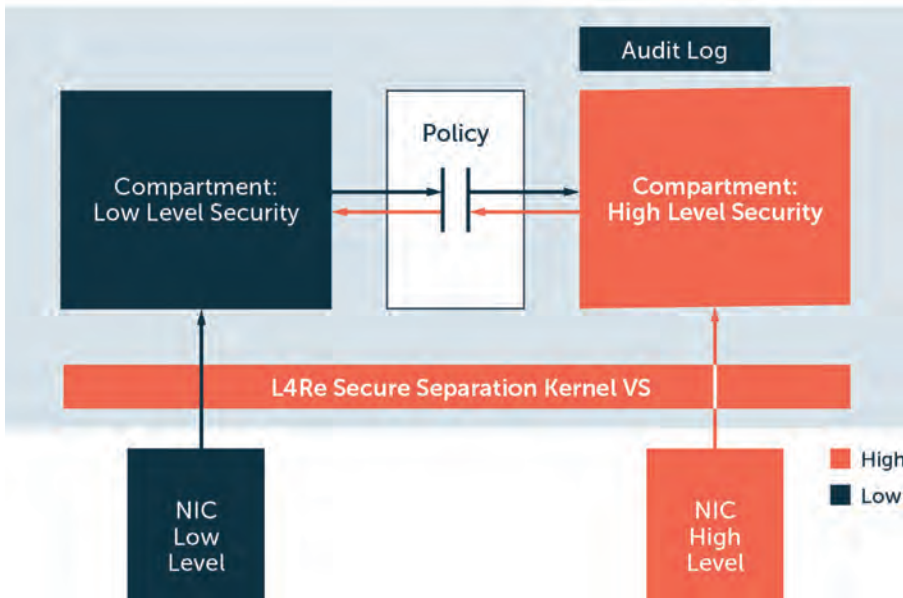 Audit Log
Policy
Compartment:
Low Level Security
Compartment:
High Level Security
L4Re Secure Separation Kernel VS
NIC
Low
Level
NIC
High
Level
High
Low